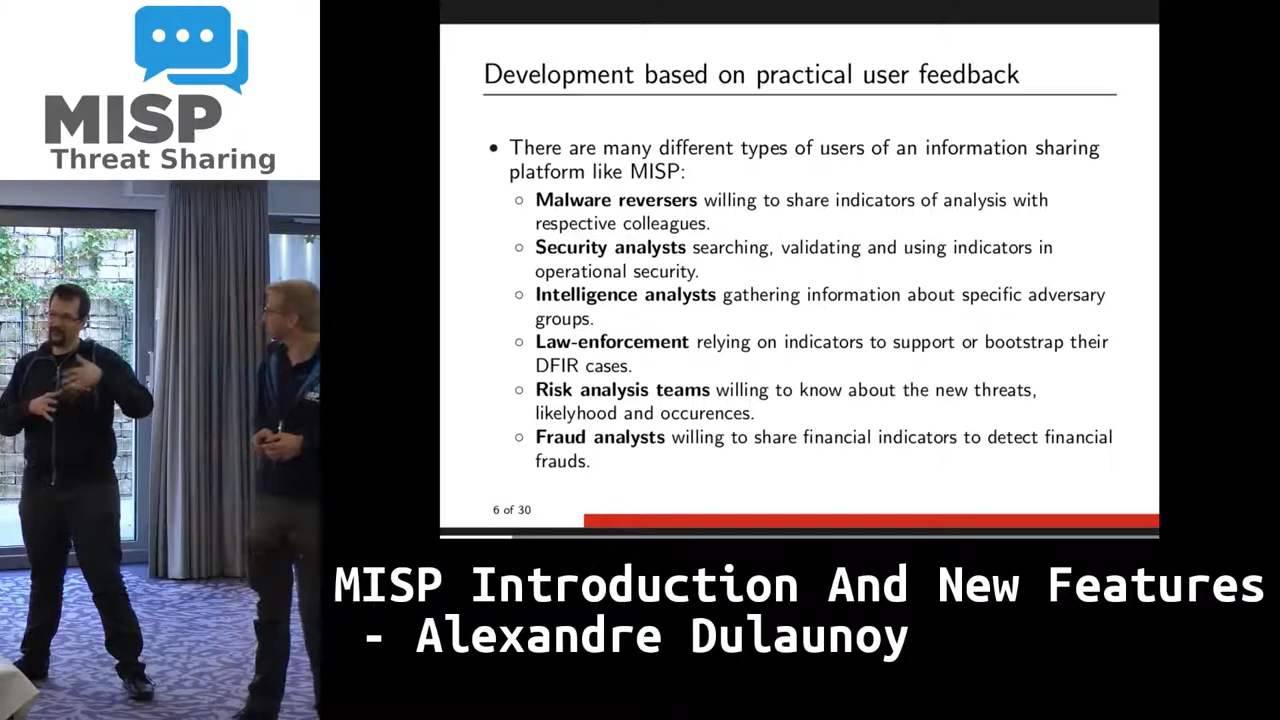 MISP
Threat Sharing
Development based on practical user feedback
• There are many different types of users of an information sharing
platform like MISP:
○ Malware reversers willing to share indicators of analysis with
respective colleagues.
○ Security analysts searching, validating and using indicators in
operational security.
○ Intelligence analysts gathering information about specific adversary
groups.
○ Law-enforcement relying on indicators to support or bootstrap their
DFIR cases.
○ Risk analysis teams willing to know about the new threats,
likelyhood and occurences.
○ Fraud analysts willing to share financial indicators to detect financial
frauds.
6 of 30
MISP Introduction And New Features
- Alexandre Dulaunoy